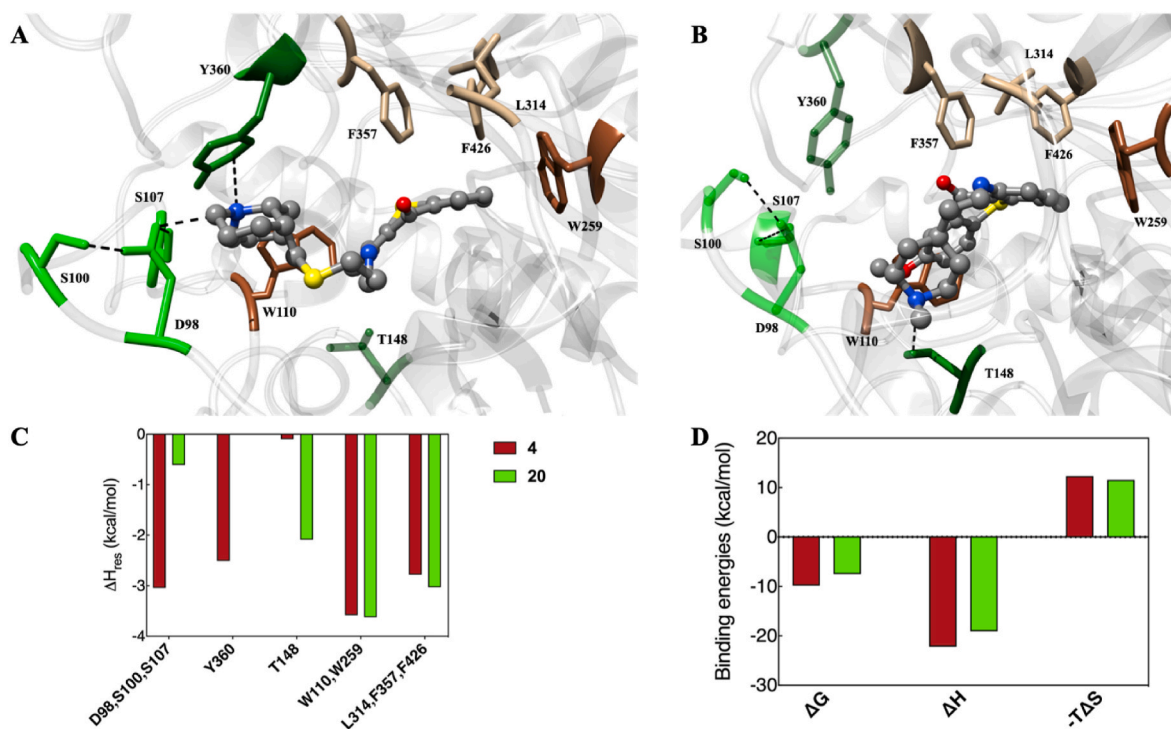 A
Y360
L314
F357
F426
S107
W259
S100
W110
D98
T148
B
L314
Y360
F357
F426
S107
W259
S100
D98
W110
T148
C
ΔHres (kcal/mol)
0
-1
-2
-3
-4
D98,S100,S107
Y360
T148
W110,W259
L314,F357,F426
4
20
D
Binding energies (kcal/mol)
20
10
0
-10
-20
-30
ΔG
ΔH
-TΔS